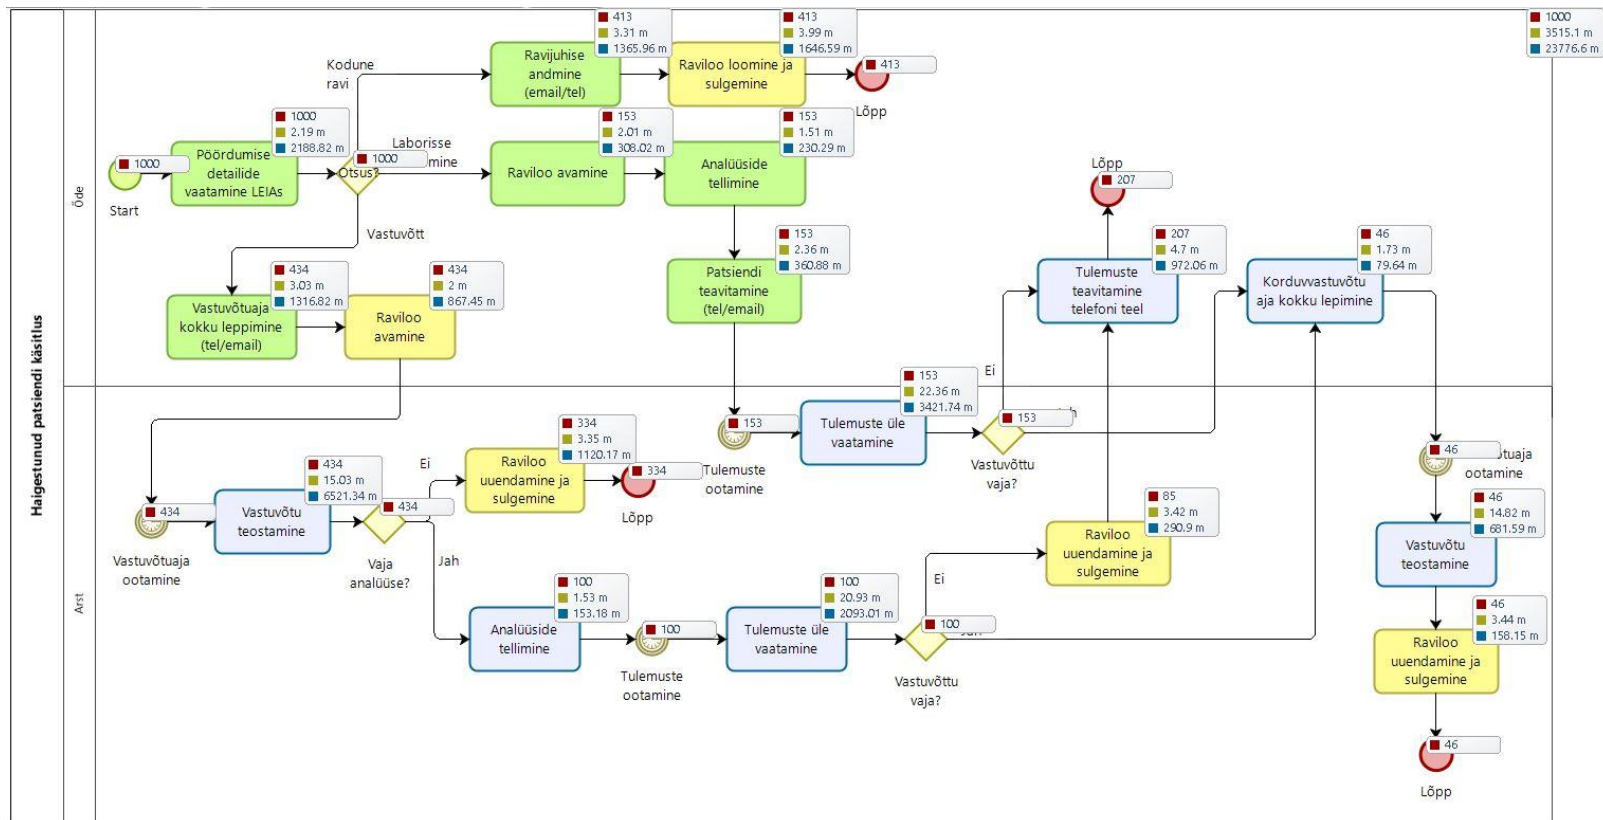 Haigestunud patsiendi käsitlus
Õde
Arst
1000
3515.1 m
23776.6 m
413
3.31 m
1365.96 m
413
3.99 m
1646.59 m
Kodune
ravi
Ravijuhise
andmine
(email/tel)
Raviloo loomine ja
sulgemine
413
Lõpp
1000
2.19 m
2188.82 m
153
2.01 m
308.02 m
153
1.51 m
230.29 m
Laborisse
1000
Start
Pöördumise
detailide
vaatamine LEIAs
1000
Otsus?
Raviloo avamine
Analüüside
tellimine
Vastuvõtt
153
2.36 m
360.88 m
Patsiendi
teavitamine
(tel/email)
Lõpp
207
207
4.7 m
972.06 m
Tulemuste
teavitamine
telefoni teel
46
1.73 m
79.64 m
Korduvvastuvõtu
aja kokku lepimine
434
3.03 m
1316.82 m
434
2 m
867.45 m
Vastuvõtuaja
kokku leppimine
(tel/email)
Raviloo
avamine
153
22.36 m
3421.74 m
Ei
153
Tulemuste
ootamine
Tulemuste üle
vaatamine
153
Vastuvõttu
vaja?
46
ootamine
434
15.03 m
6521.34 m
Ei
334
3.35 m
1120.17 m
Raviloo
uuendamine ja
sulgemine
334
Lõpp
434
Vastuvõtuaja
ootamine
Vastuvõtu
teostamine
434
Vaja
analüüse?
Jah
85
3.42 m
290.9 m
Raviloo
uuendamine ja
sulgemine
46
14.82 m
681.59 m
Vastuvõtu
teostamine
100
1.53 m
153.18 m
Analüüside
tellimine
100
Tulemuste
ootamine
100
20.93 m
2093.01 m
Tulemuste üle
vaatamine
Ei
100
Vastuvõttu
vaja?
46
3.44 m
158.15 m
Raviloo
uuendamine ja
sulgemine
46
Lõpp